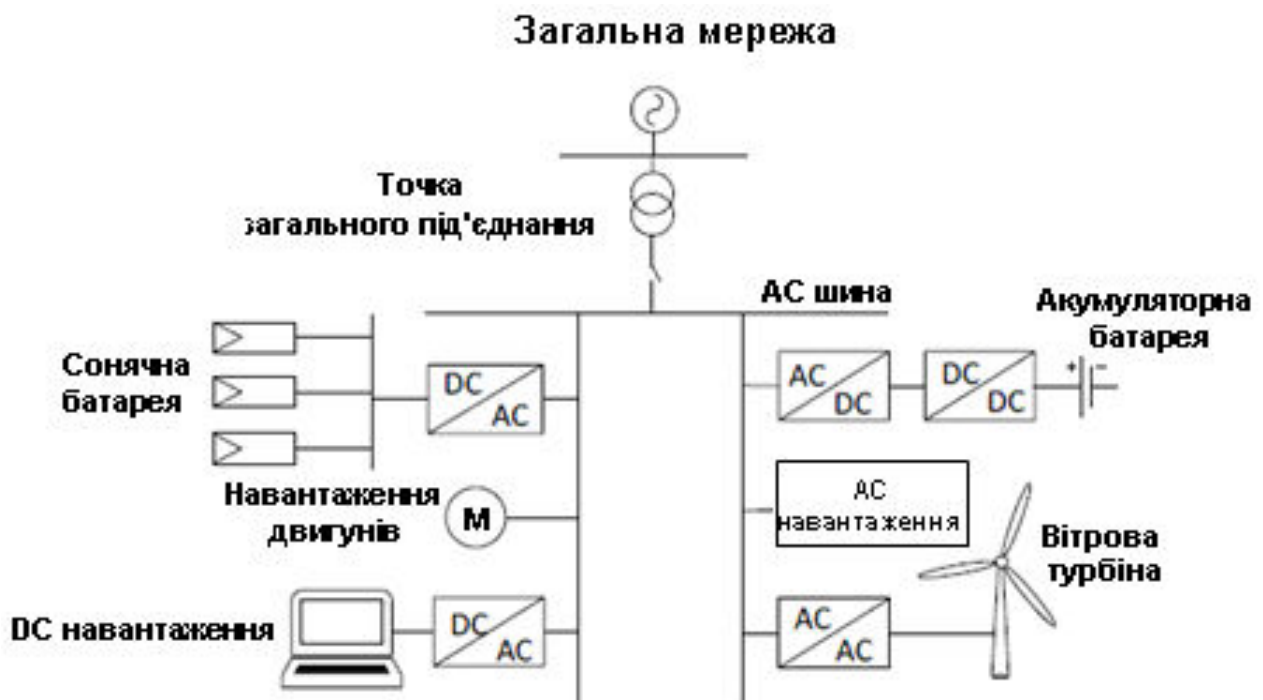 Загальна мережа
Точка
загального під'єднання
АС шина
Акумуляторна
батарея
Сонячна
батарея
DC
AC
AC
DC
DC
DC
+
-
Навантаження
двигунів
М
АС
навантаження
Вітрова
турбіна
DC навантаження
DC
AC
AC
AC